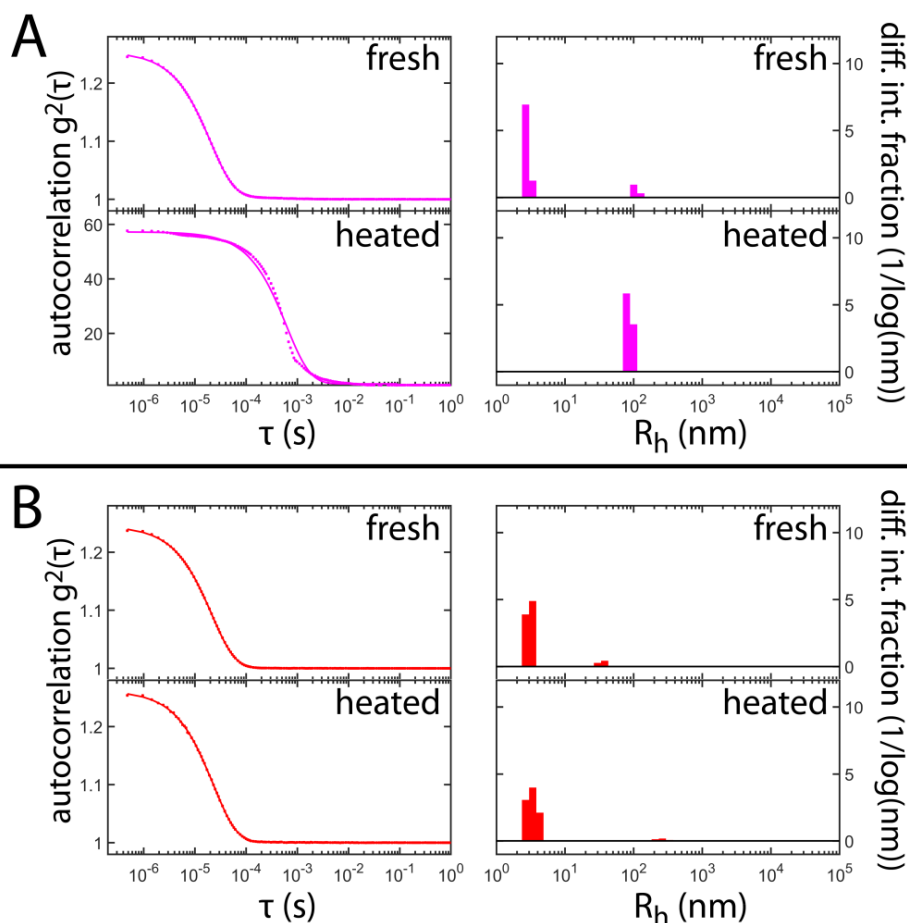 A
fresh
fresh
autocorrelation g²(τ)
1.2
1.1
1
10
5
0
diff. int. fraction (1/log(nm))
heated
heated
60
40
20
10
5
0
10⁻⁶ 10⁻⁵ 10⁻⁴ 10⁻³ 10⁻² 10⁻¹ 10⁰
10⁰ 10¹ 10² 10³ 10⁴ 10⁵
τ (s)
Rₕ (nm)
B
fresh
fresh
autocorrelation g²(τ)
1.2
1.1
1
10
5
0
diff. int. fraction (1/log(nm))
heated
heated
1.2
1.1
1
10
5
0
10⁻⁶ 10⁻⁵ 10⁻⁴ 10⁻³ 10⁻² 10⁻¹ 10⁰
10⁰ 10¹ 10² 10³ 10⁴ 10⁵
τ (s)
Rₕ (nm)